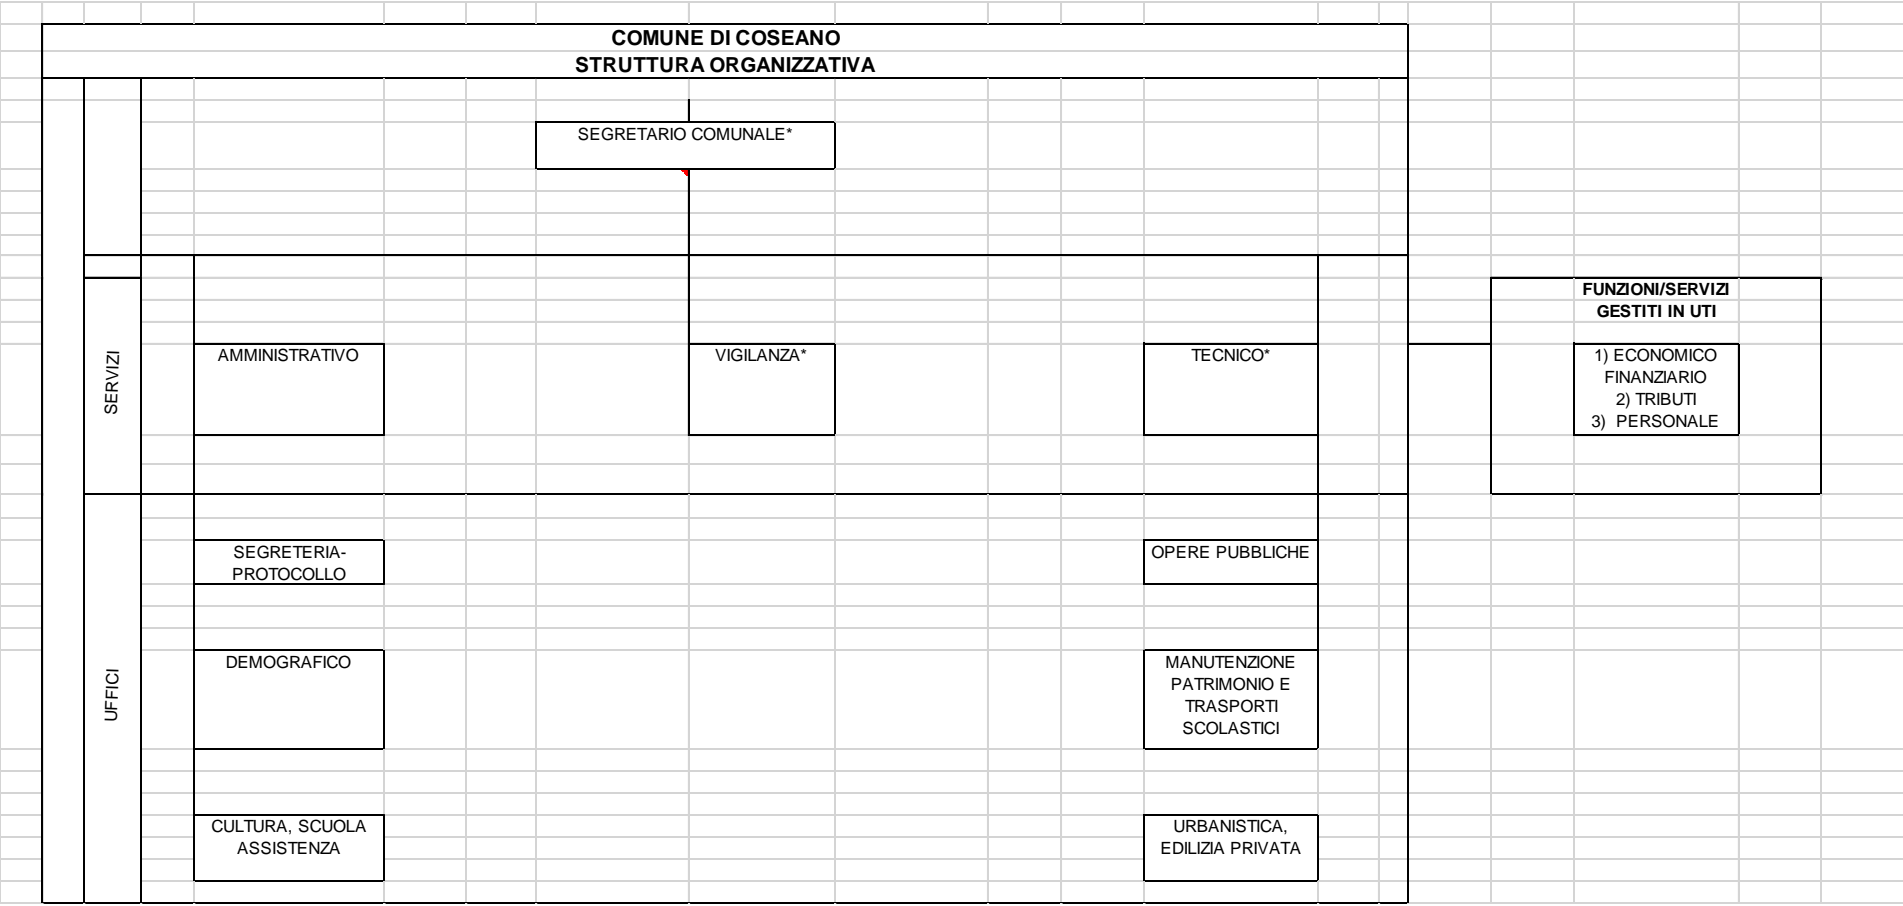 COMUNE DI COSEANO
STRUTTURA ORGANIZZATIVA
SEGRETARIO COMUNALE*
SERVIZI
AMMINISTRATIVO
VIGILANZA*
TECNICO*
FUNZIONI/SERVIZI
GESTITI IN UTI
1) ECONOMICO
FINANZIARIO
2) TRIBUTI
3) PERSONALE
UFFICI
SEGRETERIA-
PROTOCOLLO
OPERE PUBBLICHE
DEMOGRAFICO
MANUTENZIONE
PATRIMONIO E
TRASPORTI
SCOLASTICI
CULTURA, SCUOLA
ASSISTENZA
URBANISTICA,
EDILIZIA PRIVATA